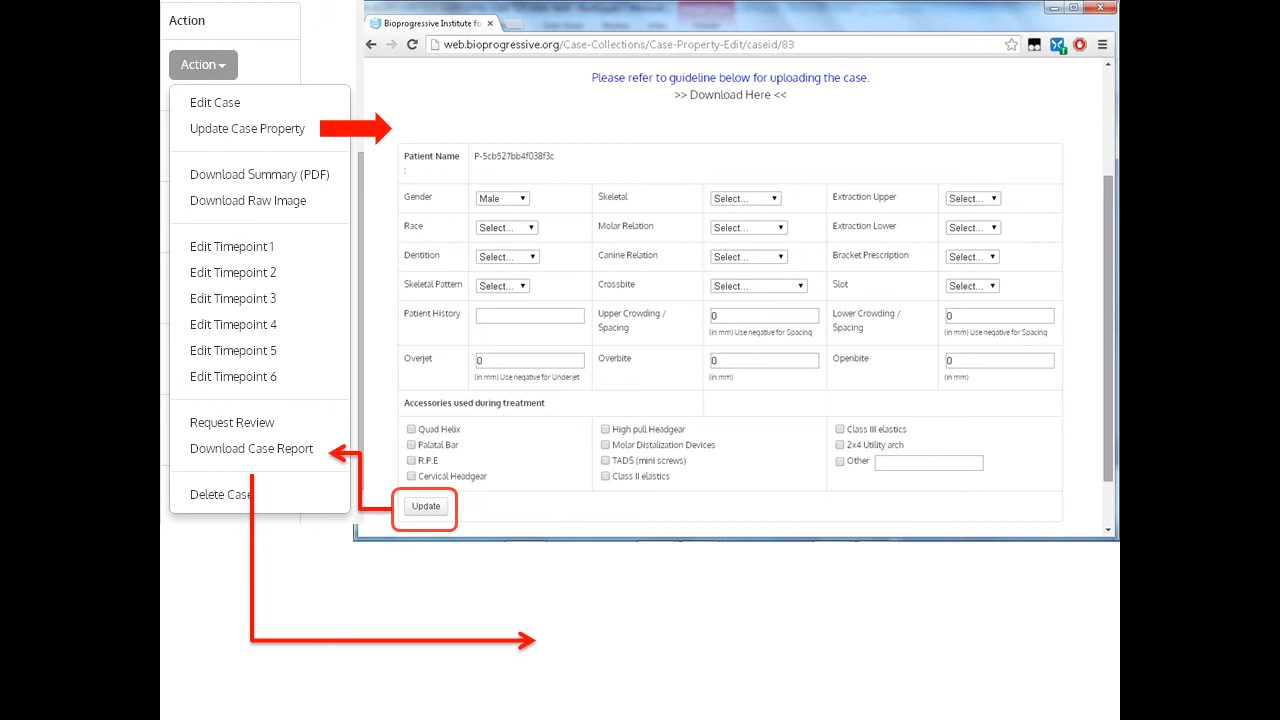 Action
Action
Edit Case
Update Case Property
Download Summary (PDF)
Download Raw Image
Edit Timepoint 1
Edit Timepoint 2
Edit Timepoint 3
Edit Timepoint 4
Edit Timepoint 5
Edit Timepoint 6
Request Review
Download Case Report
Delete Case
Bioprogressive Institute fo
web.bioprogressive.org/Case-Collections/Case-Property-Edit/caseid/83
Please refer to guideline below for uploading the case.
>> Download Here <<
Patient Name : P-5cb527bb4f038f3c
Gender Male Skeletal Select... Extraction Upper Select...
Race Select... Molar Relation Select... Extraction Lower Select...
Dentition Select... Canine Relation Select... Bracket Prescription Select...
Skeletal Pattern Select... Crossbite Select... Slot Select...
Patient History Upper Crowding / Spacing 0 Lower Crowding / Spacing 0
(in mm) Use negative for Spacing (in mm) Use negative for Spacing
Overjet 0 Overbite 0 Openbite 0
(in mm) Use negative for Underjet (in mm) (in mm)
Accessories used during treatment
Quad Helix High pull Headgear Class III elastics
Palatal Bar Molar Distalization Devices 2x4 Utility arch
R.P.E TADS (mini screws) Other
Cervical Headgear Class II elastics
Update